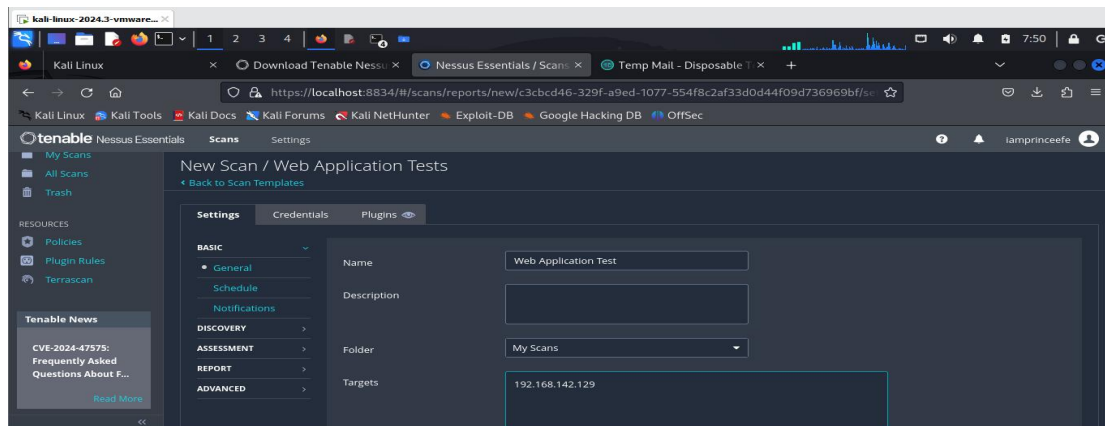 kali-linux-2024.3-vmware...
1 2 3 4 7:50
Kali Linux Download Tenable Nessu Nessus Essentials / Scans Temp Mail - Disposable T
https://localhost:8834/#/scans/reports/new/c3cbcd46-329f-a9ed-1077-554f8c2af33d0d44f09d736969bf/se
Kali Linux Kali Tools Kali Docs Kali Forums Kali NetHunter Exploit-DB Google Hacking DB OffSec
tenable Nessus Essentials Scans Settings iamprinceefe
My Scans
All Scans
Trash
RESOURCES
Policies
Plugin Rules
Terrascan
Tenable News
CVE-2024-47575:
Frequently Asked
Questions About F...
Read More
New Scan / Web Application Tests
Back to Scan Templates
Settings Credentials Plugins
BASIC
General
Schedule
Notifications
DISCOVERY
ASSESSMENT
REPORT
ADVANCED
Name Web Application Test
Description
Folder My Scans
Targets 192.168.142.129